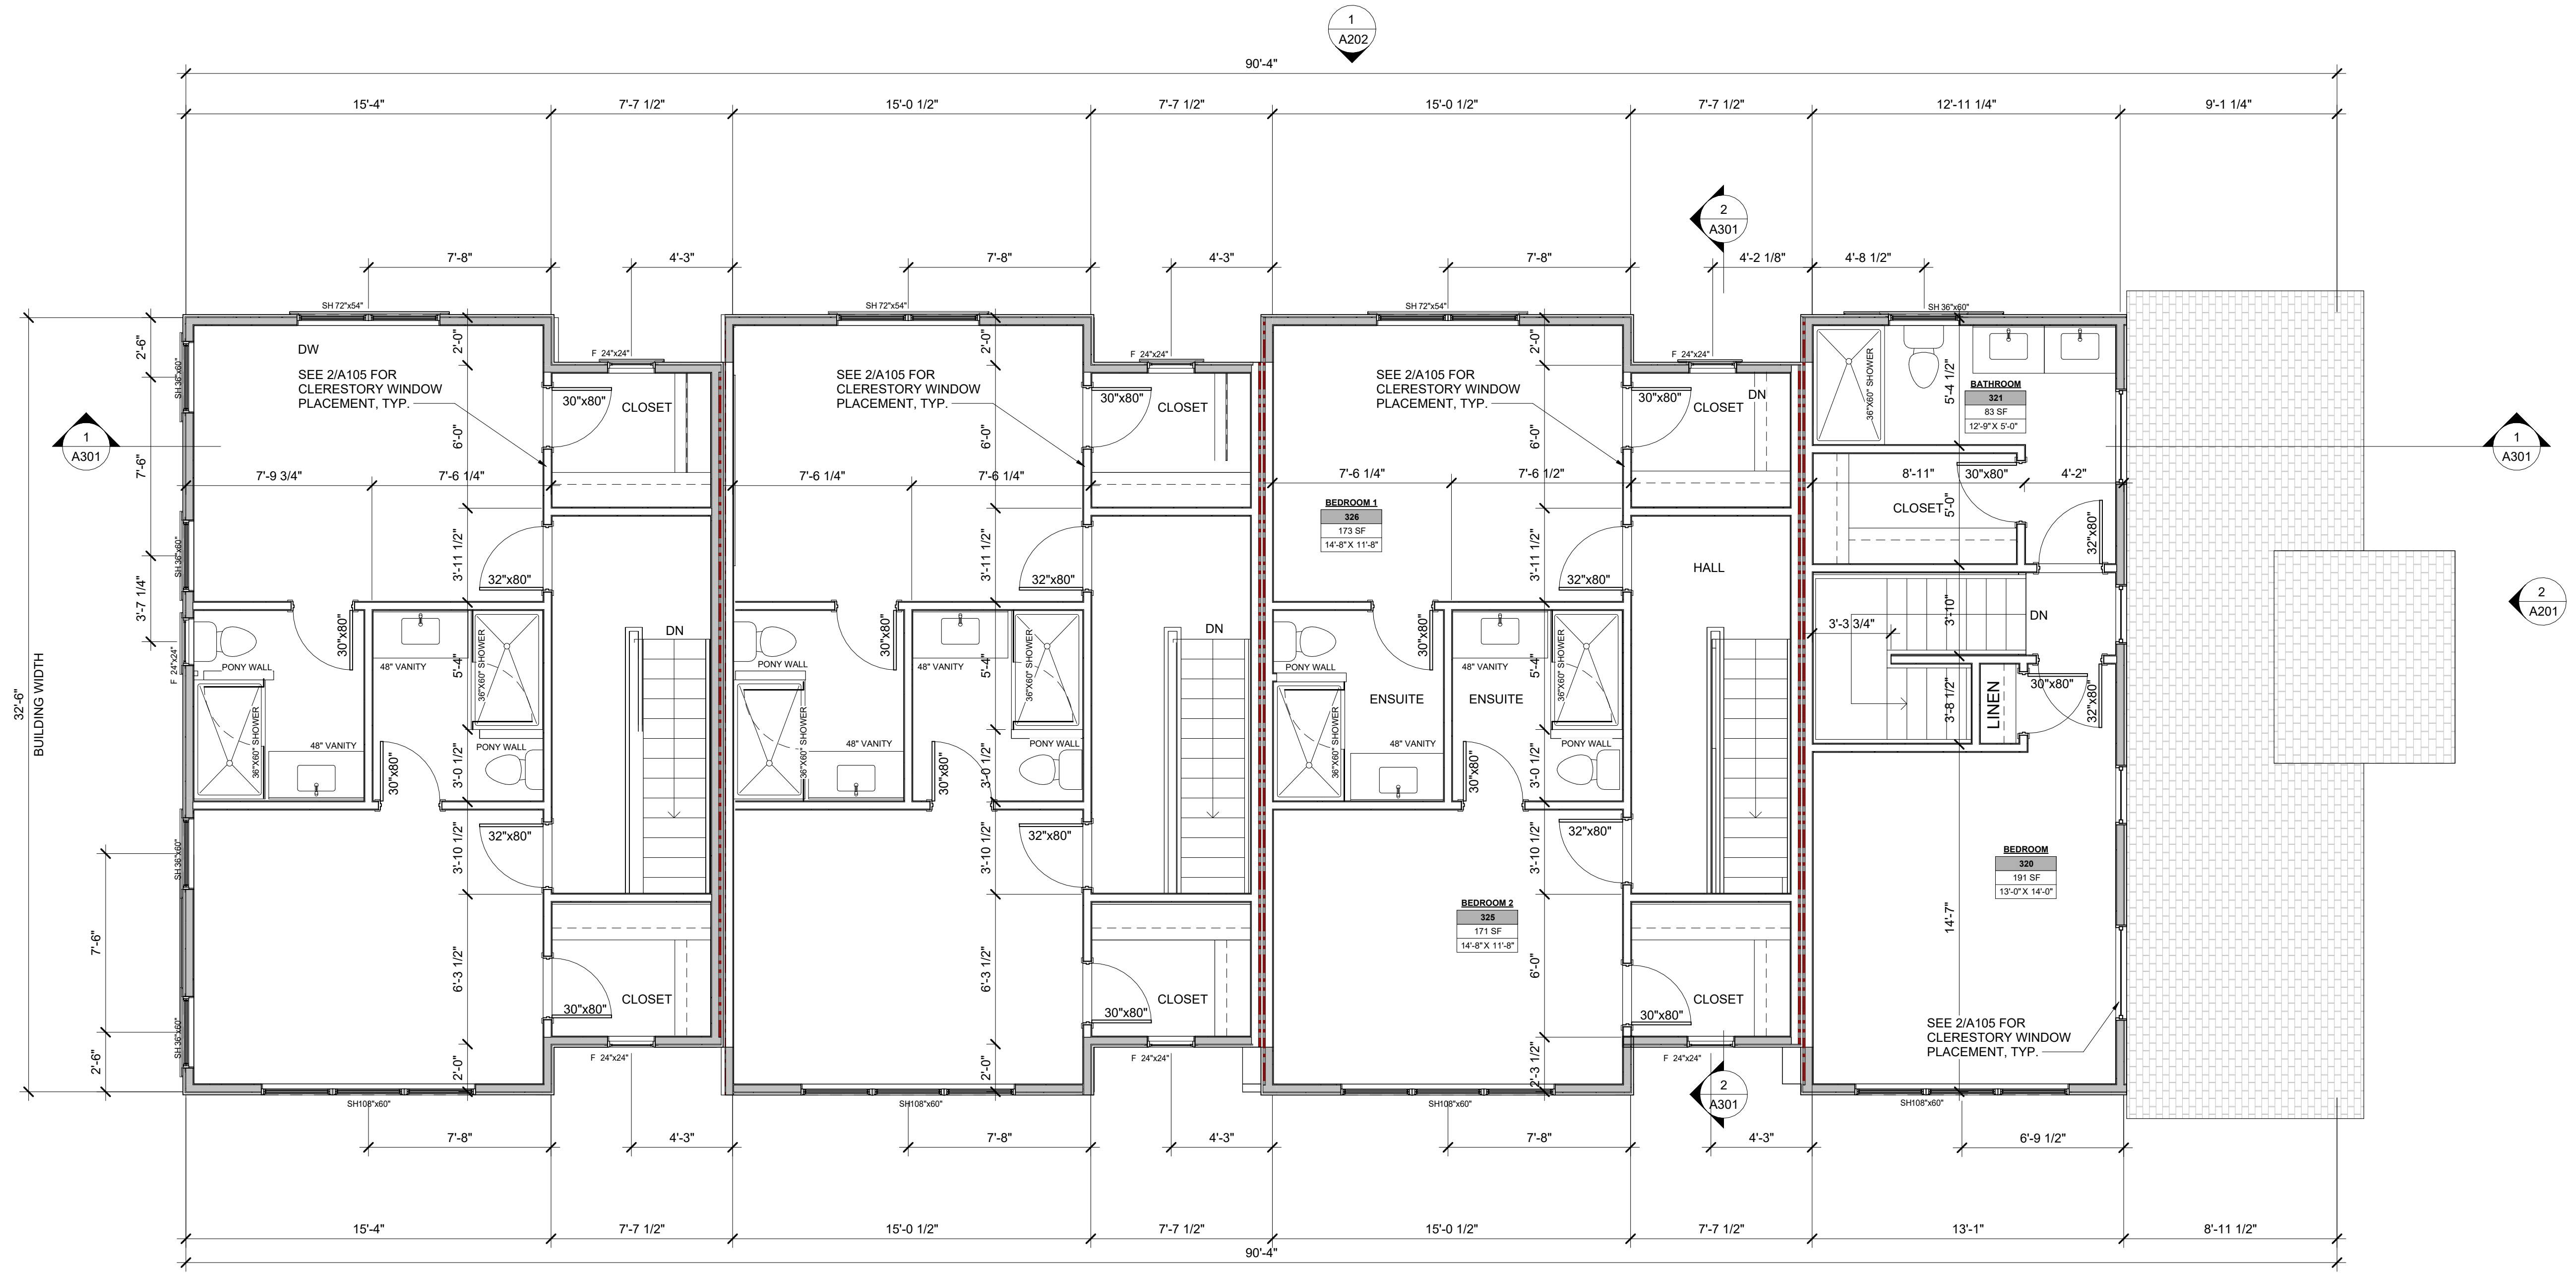 1
A202
90'-4"
15'-4"
7'-7 1/2"
15'-0 1/2"
7'-7 1/2"
15'-0 1/2"
7'-7 1/2"
12'-11 1/4"
9'-1 1/4"
2
A301
7'-8"
4'-3"
7'-8"
4'-3"
7'-8"
4'-2 1/8"
4'-8 1/2"
SH 72"x54"
SH 72"x54"
SH 72"x54"
SH 36"x60"
F 24"x24"
F 24"x24"
F 24"x24"
2'-6"
7'-6"
3'-7 1/4"
SH 36"x60"
SH 36"x60"
F 24"x24"
32'-6"
BUILDING WIDTH
1
A301
DW
SEE 2/A105 FOR
CLERESTORY WINDOW
PLACEMENT, TYP.
2'-0"
6'-0"
30"x80"
CLOSET
7'-9 3/4"
7'-6 1/4"
3'-11 1/2"
32"x80"
SEE 2/A105 FOR
CLERESTORY WINDOW
PLACEMENT, TYP.
2'-0"
6'-0"
30"x80"
CLOSET
7'-6 1/4"
7'-6 1/4"
3'-11 1/2"
32"x80"
SEE 2/A105 FOR
CLERESTORY WINDOW
PLACEMENT, TYP.
2'-0"
6'-0"
30"x80"
CLOSET
DN
7'-6 1/4"
7'-6 1/2"
BEDROOM 1
326
173 SF
14'-8" X 11'-8"
3'-11 1/2"
32"x80"
HALL
36"X60" SHOWER
5'-4 1/2"
BATHROOM
321
83 SF
12'-9" X 5'-0"
8'-11"
30"x80"
4'-2"
CLOSET
5'-0"
32"x80"
1
A301
2
A201
PONY WALL
30"x80"
48" VANITY
5'-4"
36"X60" SHOWER
36"X60" SHOWER
48" VANITY
30"x80"
PONY WALL
3'-0 1/2"
DN
PONY WALL
30"x80"
48" VANITY
5'-4"
36"X60" SHOWER
36"X60" SHOWER
48" VANITY
30"x80"
PONY WALL
3'-0 1/2"
DN
PONY WALL
30"x80"
48" VANITY
5'-4"
36"X60" SHOWER
ENSUITE
ENSUITE
36"X60" SHOWER
48" VANITY
30"x80"
PONY WALL
3'-0 1/2"
3'-3 3/4"
3'-10"
DN
3'-8 1/2"
LINEN
30"x80"
32"x80"
SH 36"x60"
SH 36"x60"
7'-6"
2'-6"
3'-10 1/2"
32"x80"
6'-3 1/2"
30"x80"
CLOSET
2'-0"
3'-10 1/2"
32"x80"
6'-3 1/2"
30"x80"
CLOSET
2'-0"
3'-10 1/2"
32"x80"
BEDROOM 2
325
171 SF
14'-8" X 11'-8"
6'-0"
30"x80"
CLOSET
2'-3 1/2"
BEDROOM
320
191 SF
13'-0" X 14'-0"
14'-7"
SEE 2/A105 FOR
CLERESTORY WINDOW
PLACEMENT, TYP.
F 24"x24"
F 24"x24"
F 24"x24"
SH108"x60"
SH108"x60"
SH108"x60"
SH108"x60"
2
A301
7'-8"
4'-3"
7'-8"
4'-3"
7'-8"
4'-3"
6'-9 1/2"
15'-4"
7'-7 1/2"
15'-0 1/2"
7'-7 1/2"
15'-0 1/2"
7'-7 1/2"
13'-1"
8'-11 1/2"
90'-4"